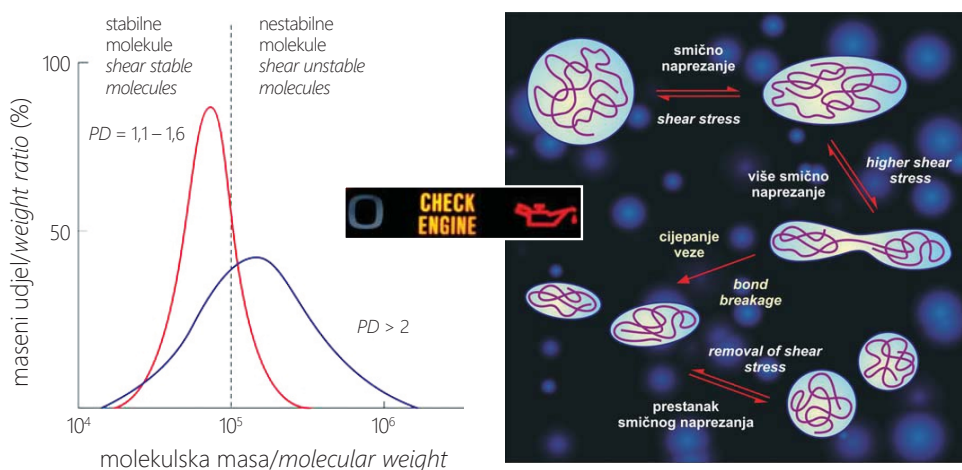 stabilne
molekule
shear stable
molecules
nestabilne
molekule
shear unstable
molecules
100
50
0
PD = 1,1 – 1,6
PD > 2
maseni udjel/weight ratio (%)
10⁴
10⁵
10⁶
molekulska masa/molecular weight
CHECK
ENGINE
smično
naprezanje
shear stress
više smično
naprezanje
higher shear
stress
cijepanje
veze
bond
breakage
removal of shear
stress
prestanak
smičnog naprezanja